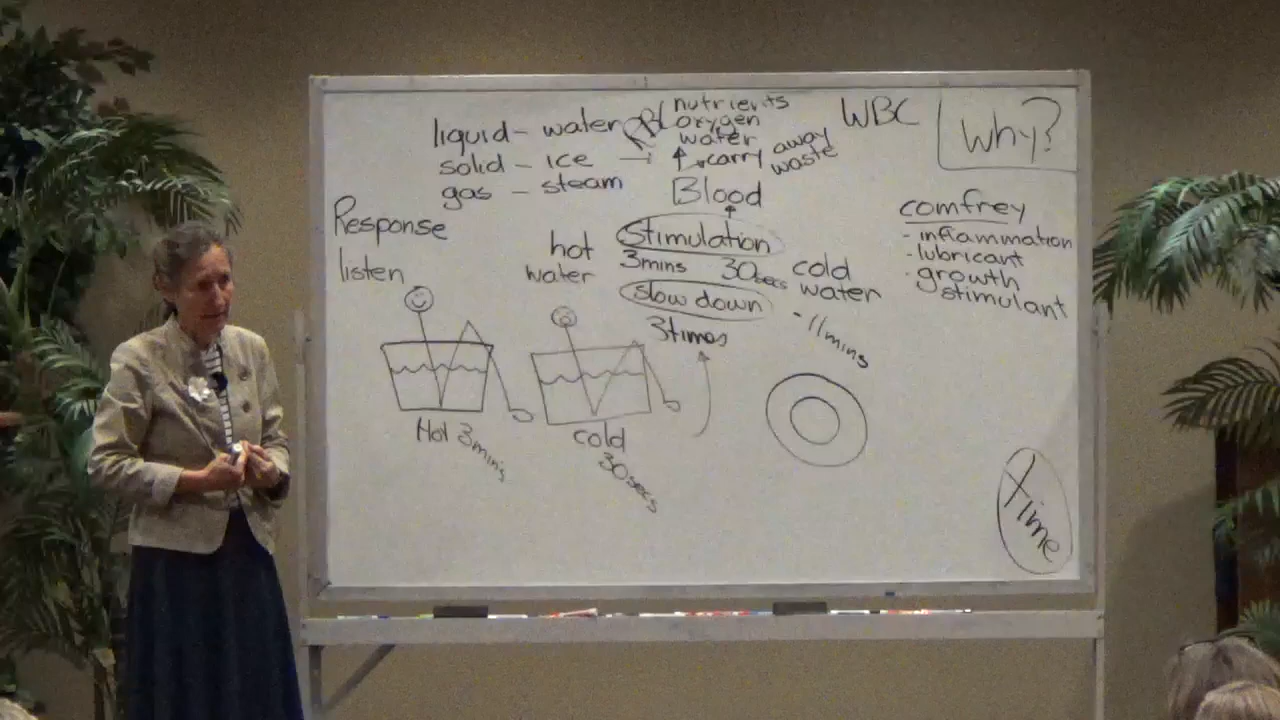 liquid - water
solid - ice →
gas - steam
RBC
nutrients
oxygen
water
carry away
waste
Blood
WBC
Why?
Response
listen
hot
water
Stimulation
3mins 30secs
slow down
3times
cold
water
-11mins
comfrey
- inflammation
- lubricant
- growth
stimulant
Hot 3mins
cold
30secs
time